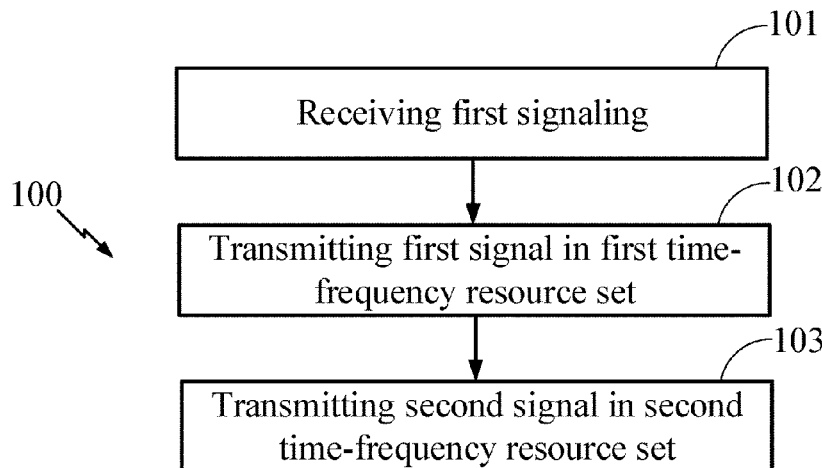 101
Receiving first signaling
100
102
Transmitting first signal in first time-
frequency resource set
103
Transmitting second signal in second
time-frequency resource set